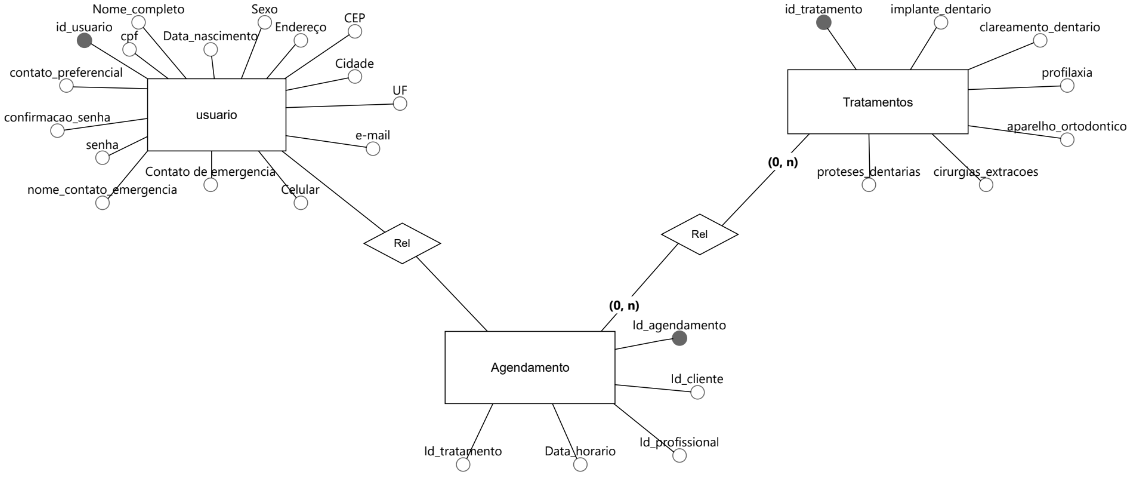 Nome_completo
Sexo
CEP
id_usuario
cpf
Data_nascimento
Endereço
contato_preferencial
Cidade
UF
usuario
confirmacao_senha
e-mail
senha
Contato de emergencia
nome_contato_emergencia
Celular
Rel
id_tratamento
implante_dentario
clareamento_dentario
profilaxia
Tratamentos
aparelho_ortodontico
(0, n)
proteses_dentarias
cirurgias_extracoes
Rel
(0, n)
Id_agendamento
Agendamento
Id_cliente
Id_profissional
Id_tratamento
Data_horario